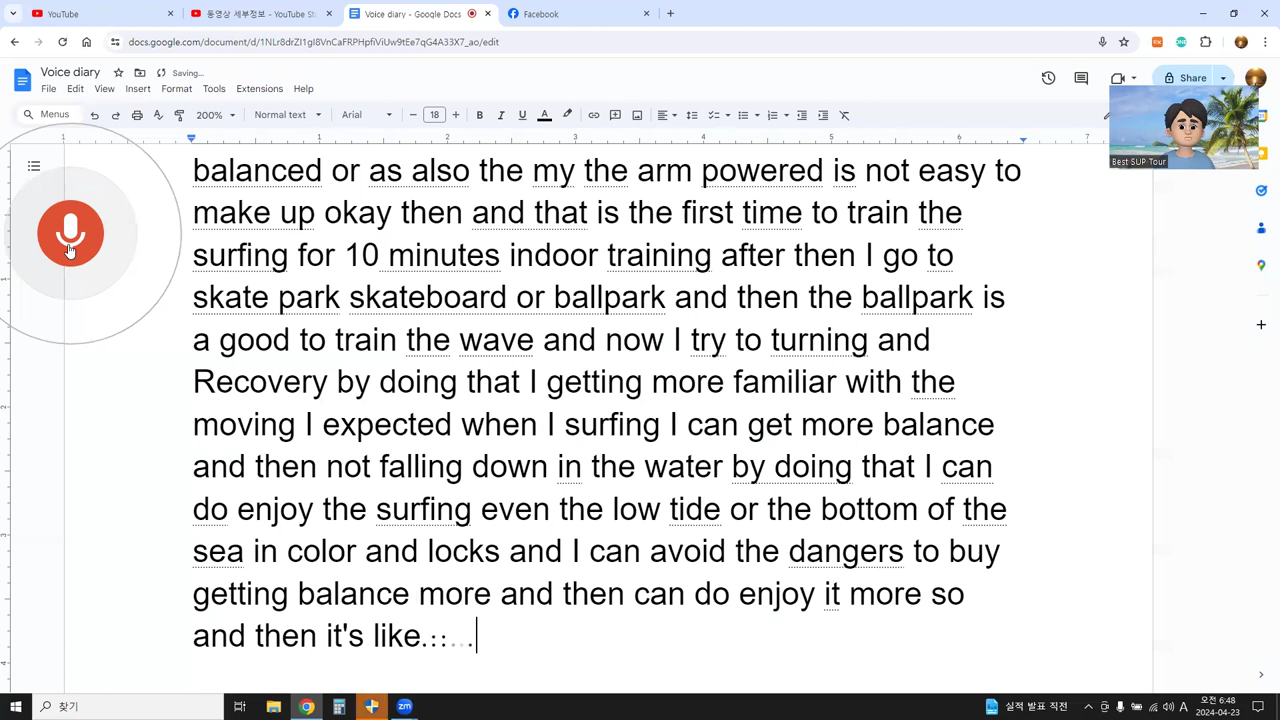 YouTube
동영상 세부정보 - YouTube St
Voice diary - Google Docs
Facebook
docs.google.com/document/d/1NLr8drZI1gI8VnCaFRPHpfiViUw9tEe7qG4A33X7_ao/edit
Voice diary
Saving...
File Edit View Insert Format Tools Extensions Help
Share
Menus
200%
Normal text
Arial
18
B I U A
1 1 2 3 4 5 6 7
Best SUP Tour
balanced or as also the my the arm powered is not easy to
make up okay then and that is the first time to train the
surfing for 10 minutes indoor training after then I go to
skate park skateboard or ballpark and then the ballpark is
a good to train the wave and now I try to turning and
Recovery by doing that I getting more familiar with the
moving I expected when I surfing I can get more balance
and then not falling down in the water by doing that I can
do enjoy the surfing even the low tide or the bottom of the
sea in color and locks and I can avoid the dangers to buy
getting balance more and then can do enjoy it more so
and then it's like.::...
찾기
실적 발표 직전
A
오전 6:48
2024-04-23